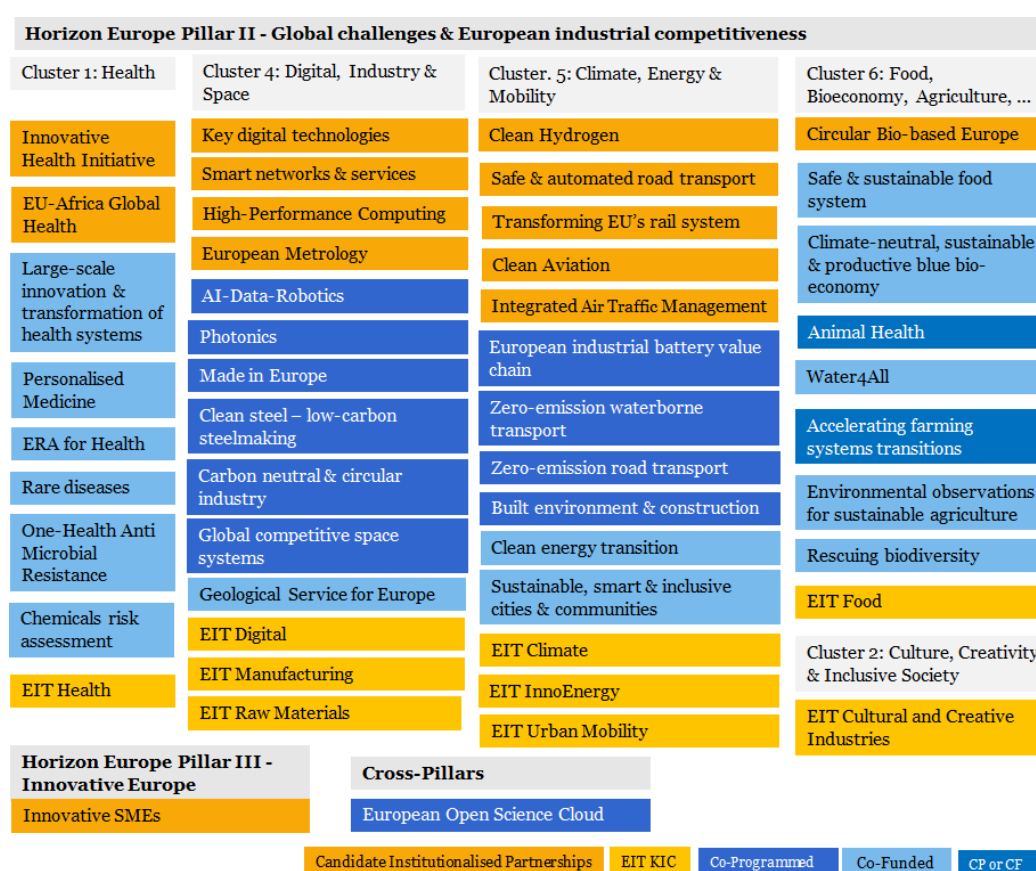 Horizon Europe Pillar II - Global challenges & European industrial competitiveness
Cluster 1: Health
Innovative
Health Initiative
EU-Africa Global
Health
Large-scale
innovation &
transformation of
health systems
Personalised
Medicine
ERA for Health
Rare diseases
One-Health Anti
Microbial
Resistance
Chemicals risk
assessment
EIT Health
Cluster 4: Digital, Industry &
Space
Key digital technologies
Smart networks & services
High-Performance Computing
European Metrology
AI-Data-Robotics
Photonics
Made in Europe
Clean steel – low-carbon
steelmaking
Carbon neutral & circular
industry
Global competitive space
systems
Geological Service for Europe
EIT Digital
EIT Manufacturing
EIT Raw Materials
Cluster. 5: Climate, Energy &
Mobility
Clean Hydrogen
Safe & automated road transport
Transforming EU's rail system
Clean Aviation
Integrated Air Traffic Management
European industrial battery value
chain
Zero-emission waterborne
transport
Zero-emission road transport
Built environment & construction
Clean energy transition
Sustainable, smart & inclusive
cities & communities
EIT Climate
EIT InnoEnergy
EIT Urban Mobility
Cluster 6: Food,
Bioeconomy, Agriculture, ...
Circular Bio-based Europe
Safe & sustainable food
system
Climate-neutral, sustainable
& productive blue bio-
economy
Animal Health
Water4All
Accelerating farming
systems transitions
Environmental observations
for sustainable agriculture
Rescuing biodiversity
EIT Food
Cluster 2: Culture, Creativity
& Inclusive Society
EIT Cultural and Creative
Industries
Horizon Europe Pillar III -
Innovative Europe
Innovative SMEs
Cross-Pillars
European Open Science Cloud
Candidate Institutionalised Partnerships
EIT KIC
Co-Programmed
Co-Funded
CP or CF